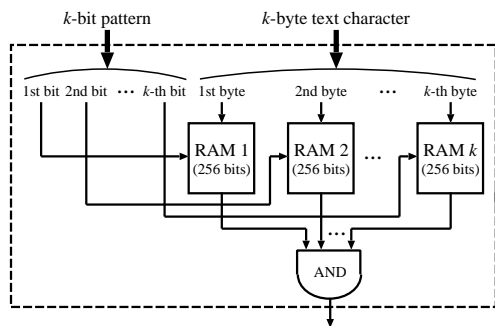 k-bit pattern
k-byte text character
1st bit 2nd bit ... k-th bit
1st byte 2nd byte ... k-th byte
RAM 1
(256 bits)
RAM 2
(256 bits)
...
RAM k
(256 bits)
...
AND